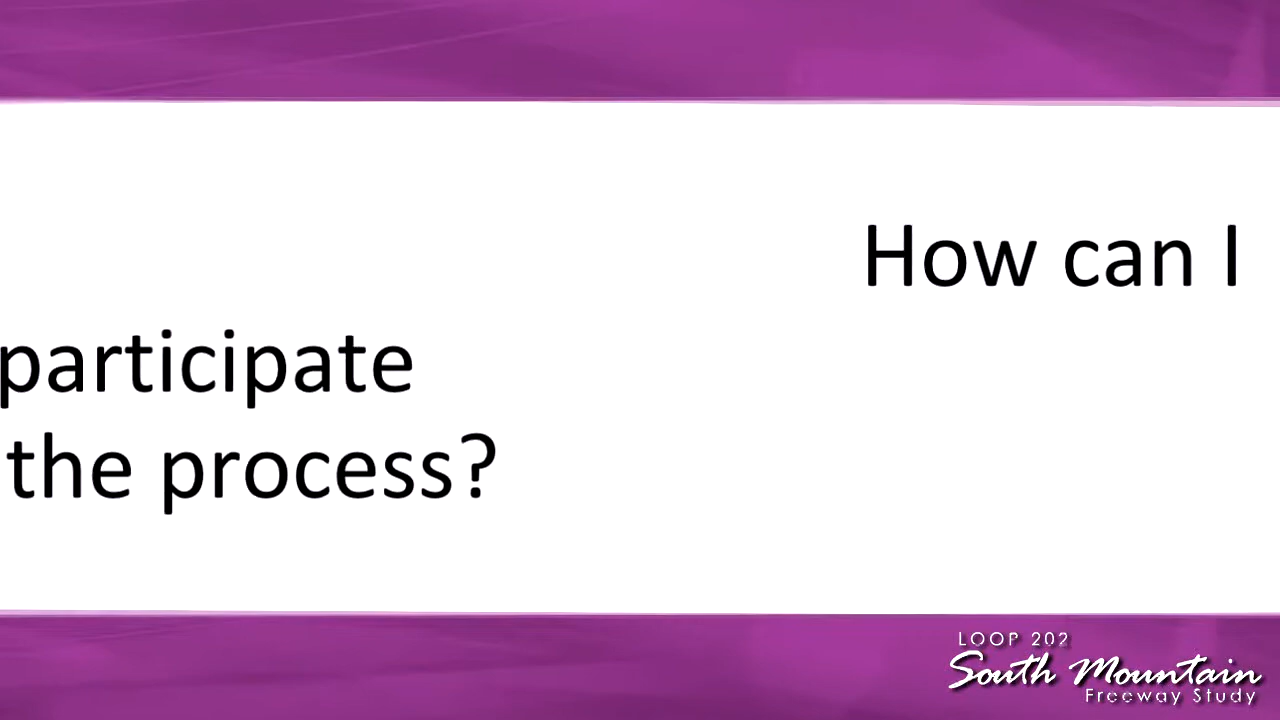 How can I
participate
the process?
LOOP 202
South Mountain
Freeway Study